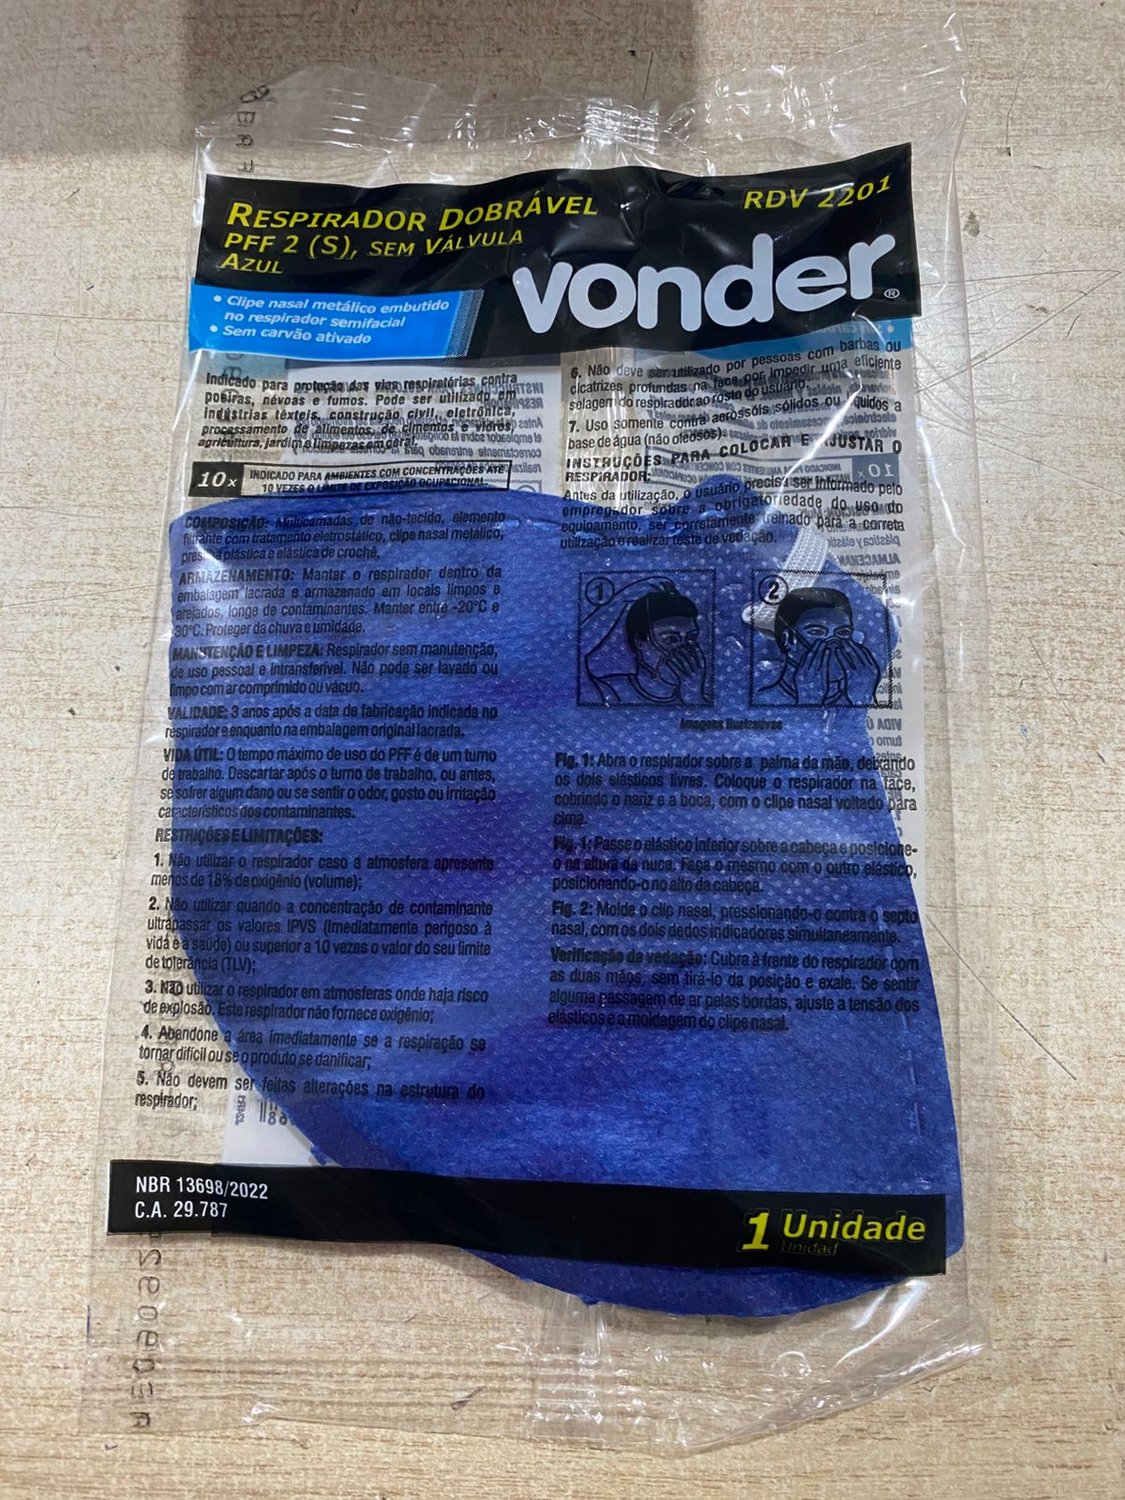 RESPIRADOR DOBRÁVEL
PFF 2 (S), SEM VÁLVULA
AZUL
RDV 2201
vonder®
• Clipe nasal metálico embutido
no respirador semifacial
• Sem carvão ativado
Indicado para proteção das vias respiratórias contra
poeiras, névoas e fumos. Pode ser utilizado em
indústrias têxteis, construção civil, eletrônica,
processamento de alimentos, de cimentos e vidros,
agricultura, jardim e limpezas em geral.
10x INDICADO PARA AMBIENTES COM CONCENTRAÇÕES ATÉ
10 VEZES O LIMITE DE EXPOSIÇÃO OCUPACIONAL
COMPOSIÇÃO: Multicamadas de não-tecido, elemento
filtrante com tratamento eletrostático, clipe nasal metálico,
presilha plástica e elástica de crochê.
ARMAZENAMENTO: Manter o respirador dentro da
embalagem lacrada e armazenado em locais limpos e
arejados, longe de contaminantes. Manter entre -20°C e
30°C. Proteger da chuva e umidade.
MANUTENÇÃO E LIMPEZA: Respirador sem manutenção,
de uso pessoal e intransferível. Não pode ser lavado ou
limpo com ar comprimido ou vácuo.
VALIDADE: 3 anos após a data de fabricação indicada no
respirador e enquanto na embalagem original lacrada.
VIDA ÚTIL: O tempo máximo de uso do PFF é de um turno
de trabalho. Descartar após o turno de trabalho, ou antes,
se sofrer algum dano ou se sentir o odor, gosto ou irritação
característicos dos contaminantes.
RESTRIÇÕES E LIMITAÇÕES:
1. Não utilizar o respirador caso a atmosfera apresente
menos de 18% de oxigênio (volume);
2. Não utilizar quando a concentração de contaminante
ultrapassar os valores IPVS (Imediatamente perigoso à
vida e a saúde) ou superior a 10 vezes o valor do seu limite
de tolerância (TLV);
3. Não utilizar o respirador em atmosferas onde haja risco
de explosão. Este respirador não fornece oxigênio;
4. Abandone a área imediatamente se a respiração se
tornar difícil ou se o produto se danificar;
5. Não devem ser feitas alterações na estrutura do
respirador;
6. Não deve ser utilizado por pessoas com barbas ou
cicatrizes profundas na face por impedir uma eficiente
selagem do respirador ao rosto do usuário.
7. Uso somente contra aerossóis sólidos ou líquidos a
base de água (não oleosos).
INSTRUÇÕES PARA COLOCAR E AJUSTAR O
RESPIRADOR:
Antes da utilização, o usuário precisa ser informado pelo
empregador sobre a obrigatoriedade do uso do
equipamento, ser corretamente treinado para a correta
utilização e realizar teste de vedação.
1
2
Imagens ilustrativas
Fig. 1: Abra o respirador sobre a palma da mão, deixando
os dois elásticos livres. Coloque o respirador na face,
cobrindo o nariz e a boca, com o clipe nasal voltado para
cima.
Fig. 1: Passe o elástico inferior sobre a cabeça e posicione-
o na altura da nuca. Faça o mesmo com o outro elástico,
posicionando-o no alto da cabeça.
Fig. 2: Molde o clip nasal, pressionando-o contra o septo
nasal, com os dois dedos indicadores simultaneamente.
Verificação da vedação: Cubra à frente do respirador com
as duas mãos, sem tirá-lo da posição e exale. Se sentir
alguma passagem de ar pelas bordas, ajuste a tensão dos
elásticos e a moldagem do clipe nasal.
NBR 13698/2022
C.A. 29.787
1 Unidade
Unidad